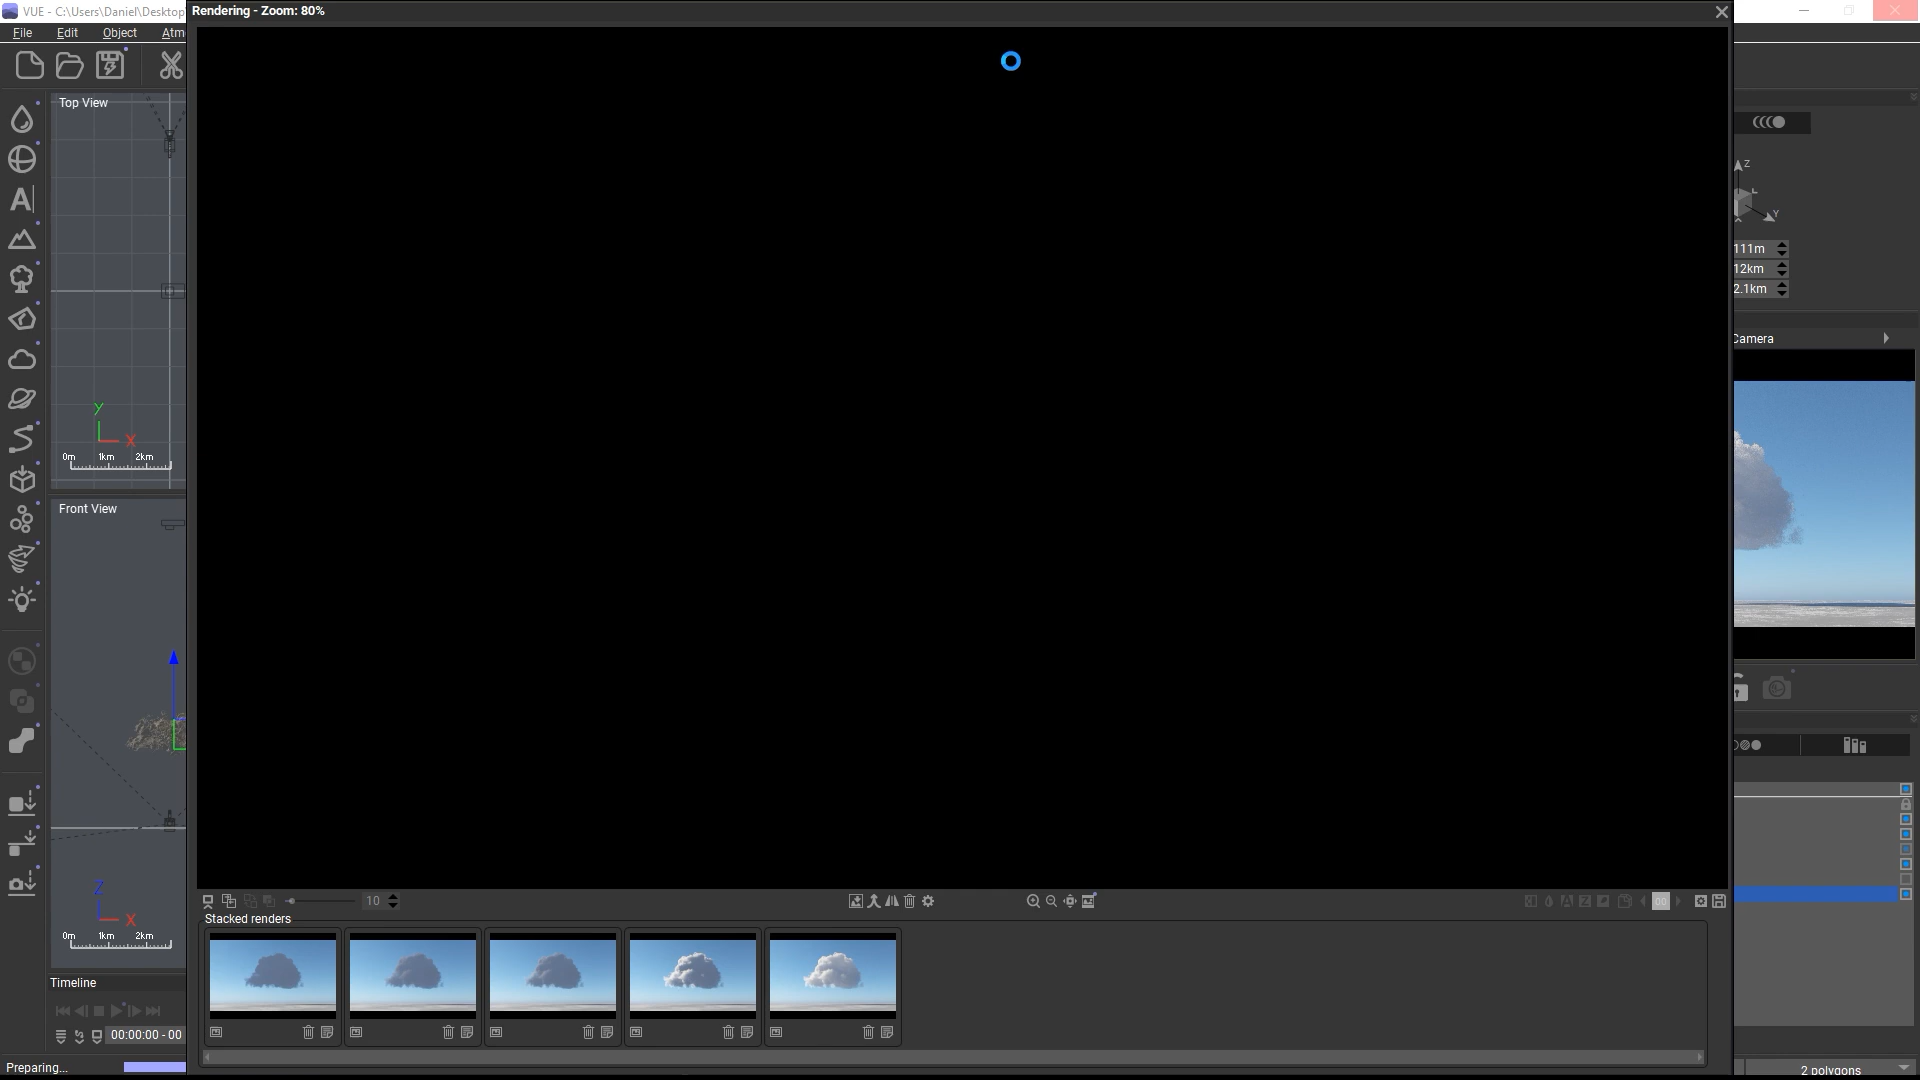 VUE - C:\Users\Daniel\Desktop
Rendering - Zoom: 80%
File Edit Object Atm
Top View
Z
Y
111m
12km
2.1km
Camera
Y
X
0m 1km 2km
Front View
Z
X
0m 1km 2km
10
00
Stacked renders
Timeline
00:00:00 - 00
Preparing...
2 polygons